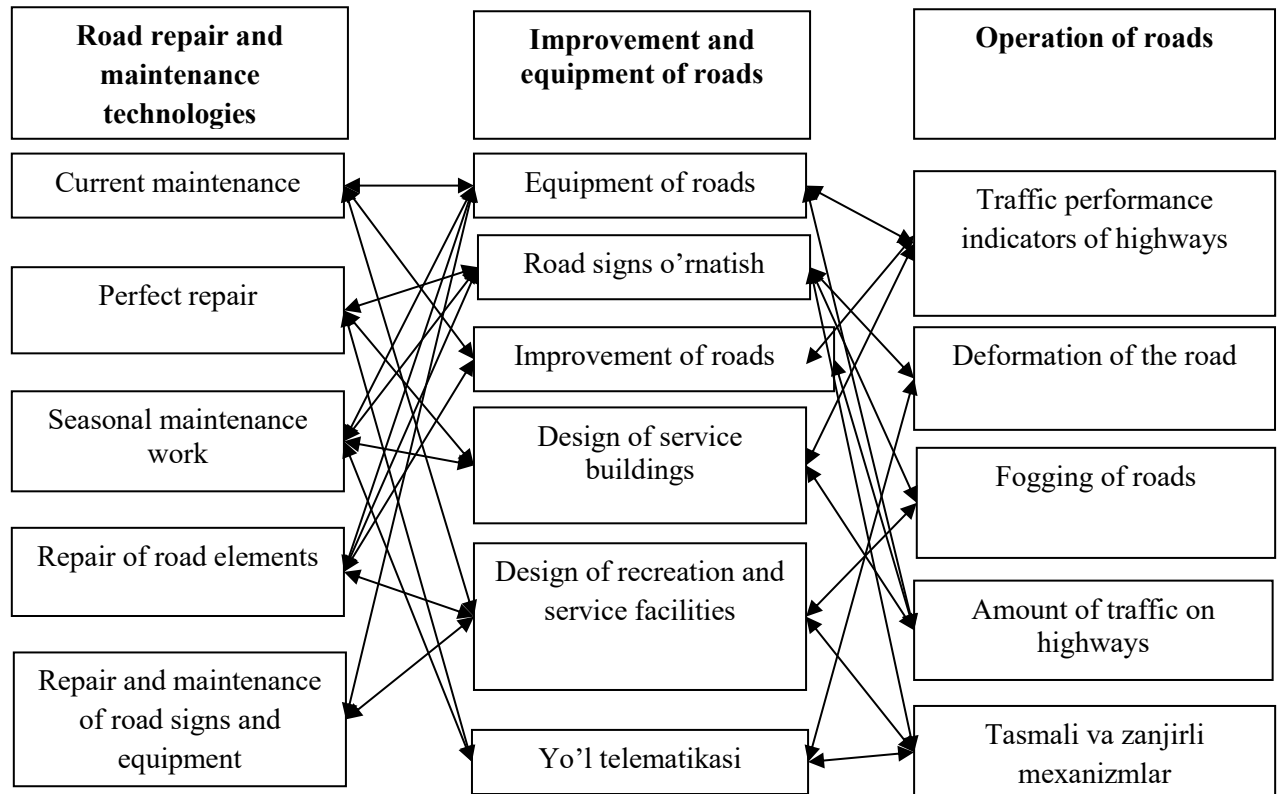 Road repair and
maintenance
technologies
Current maintenance
Perfect repair
Seasonal maintenance
work
Repair of road elements
Repair and maintenance
of road signs and
equipment
Improvement and
equipment of roads
Equipment of roads
Road signs o’rnatish
Improvement of roads
Design of service
buildings
Design of recreation and
service facilities
Yo’l telematikasi
Operation of roads
Traffic performance
indicators of highways
Deformation of the road
Fogging of roads
Amount of traffic on
highways
Tasmali va zanjirli
mexanizmlar